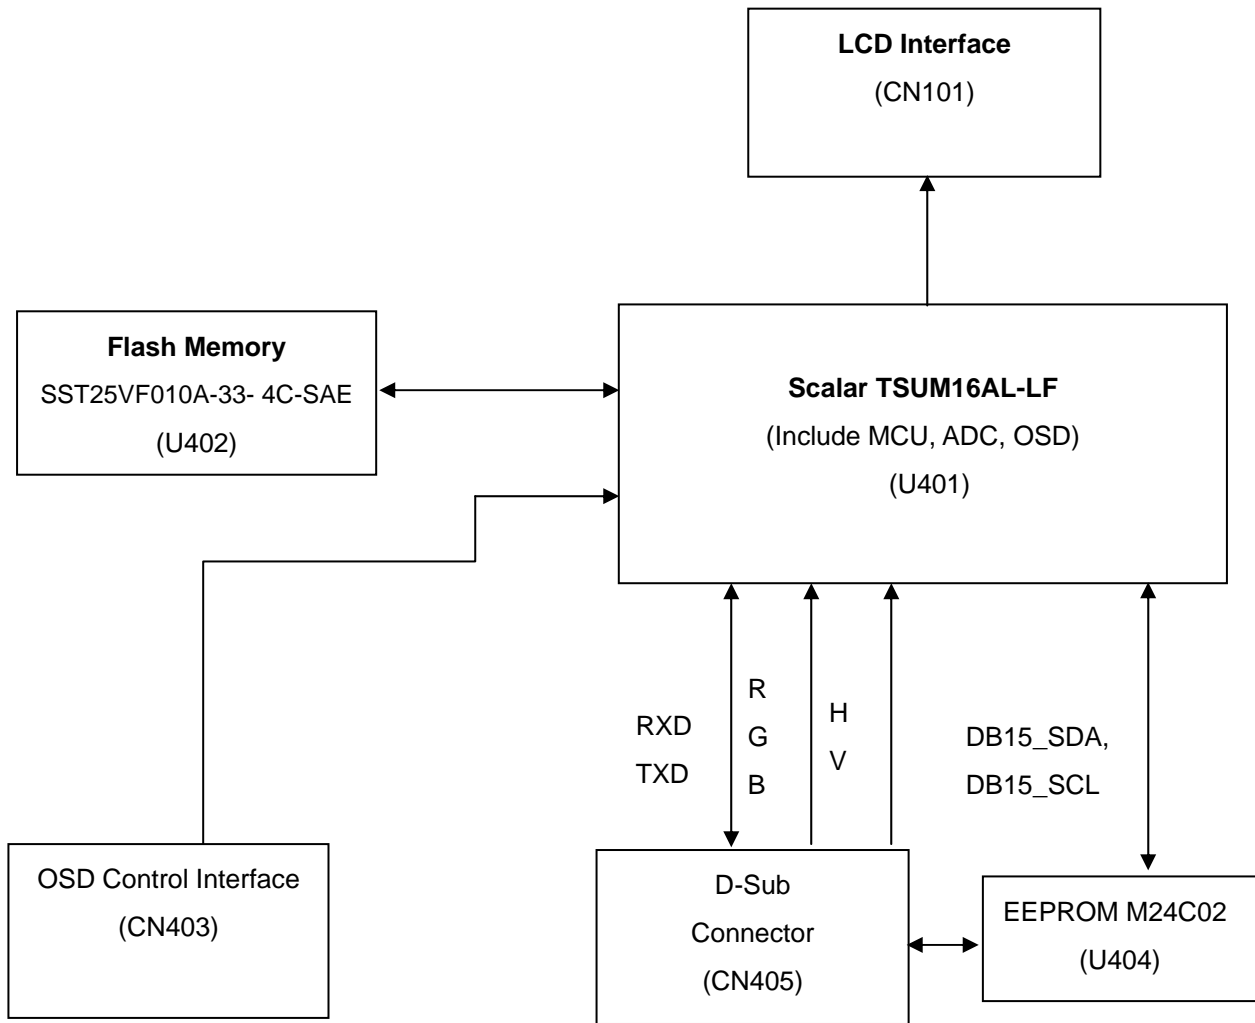 LCD Interface
(CN101)
Flash Memory
SST25VF010A-33- 4C-SAE
(U402)
Scalar TSUM16AL-LF
(Include MCU, ADC, OSD)
(U401)
RXD
TXD
R
G
B
H
V
DB15_SDA,
DB15_SCL
OSD Control Interface
(CN403)
D-Sub
Connector
(CN405)
EEPROM M24C02
(U404)